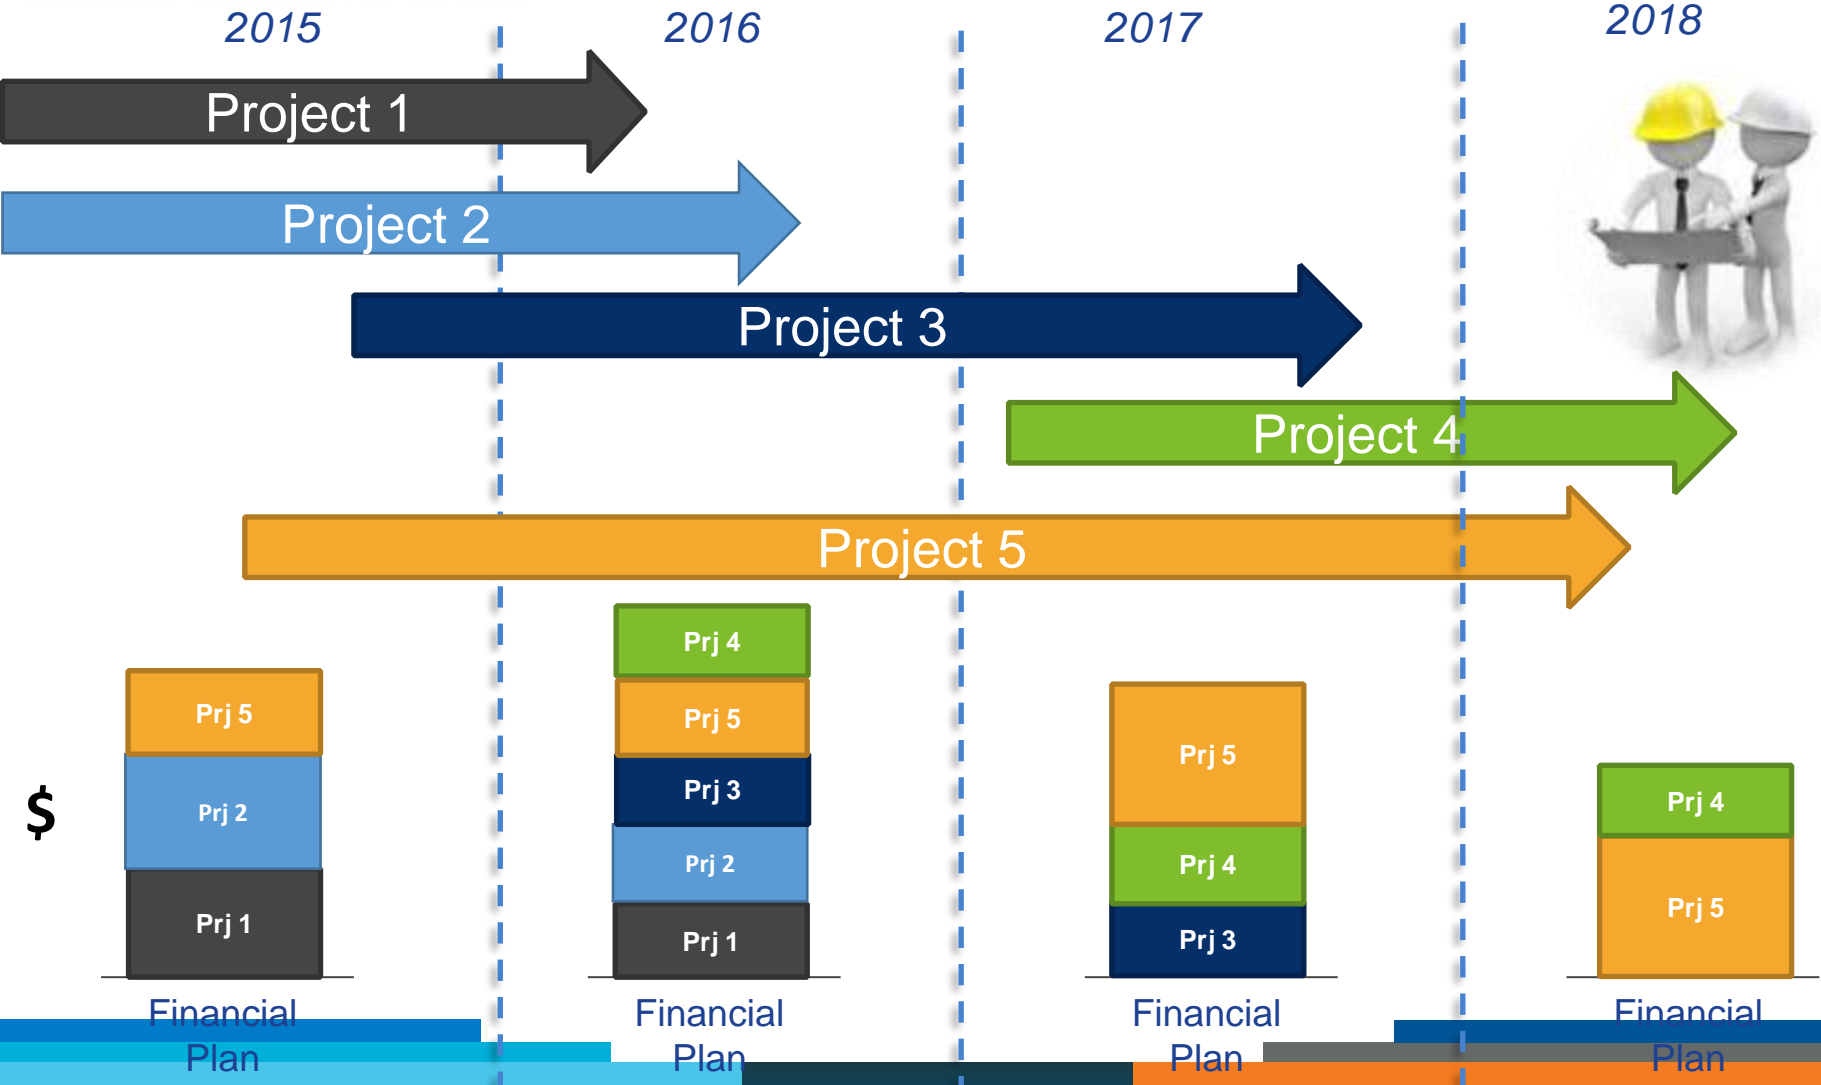 2015 2016 2017 2018
Project 1
Project 2
Project 3
Project 4
Project 5
$
Prj 5
Prj 2
Prj 1
Financial
Plan
Prj 4
Prj 5
Prj 3
Prj 2
Prj 1
Financial
Plan
Prj 5
Prj 4
Prj 3
Financial
Plan
Prj 4
Prj 5
Financial
Plan